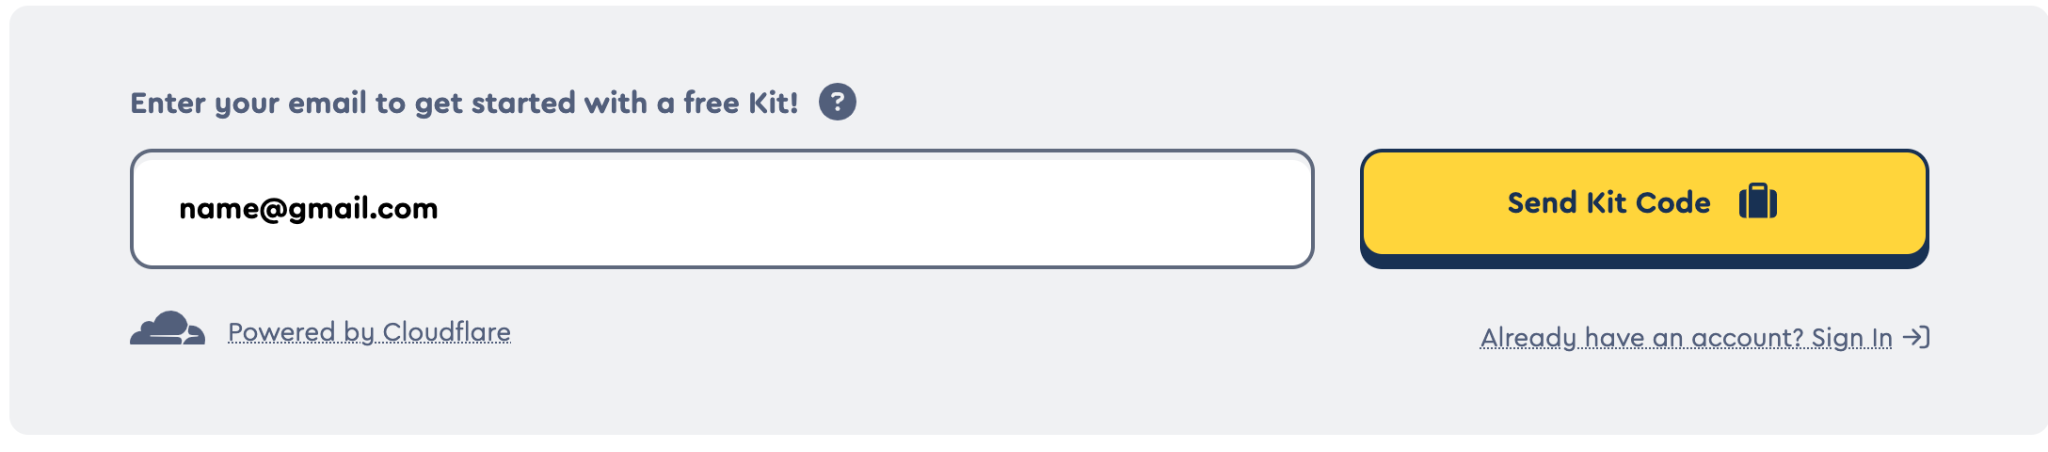 Enter your email to get started with a free Kit! ?
name@gmail.com
Send Kit Code
Powered by Cloudflare
Already have an account? Sign In